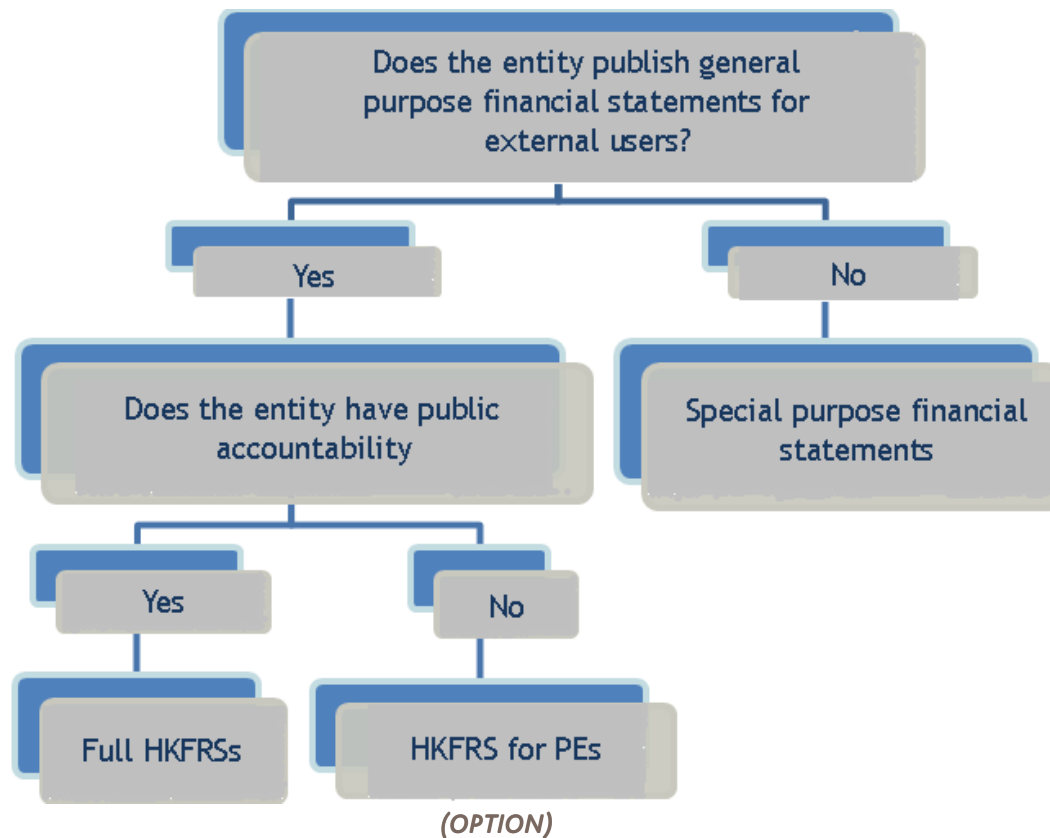 Does the entity publish general
purpose financial statements for
external users?
Yes
No
Does the entity have public
accountability
Special purpose financial
statements
Yes
No
Full HKFRSs
HKFRS for PEs
(OPTION)